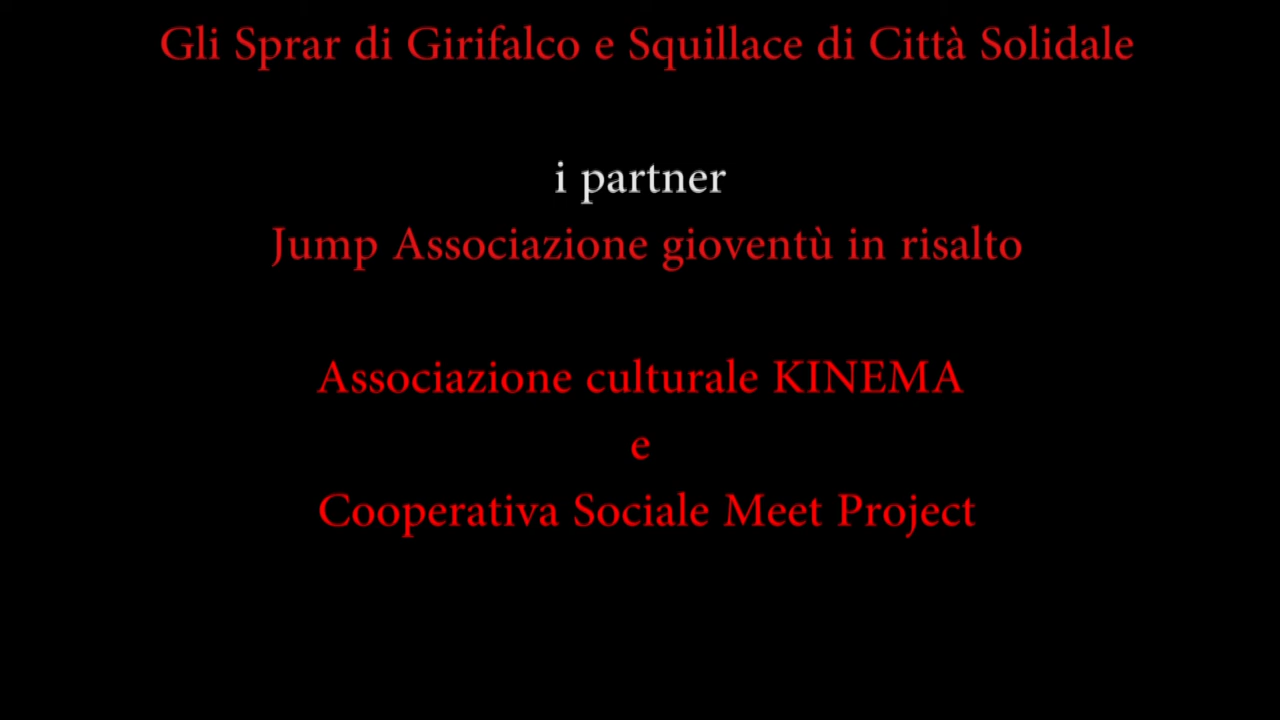 Gli Sprar di Girifalco e Squillace di Città Solidale
i partner
Jump Associazione gioventù in risalto
Associazione culturale KINEMA
e
Cooperativa Sociale Meet Project